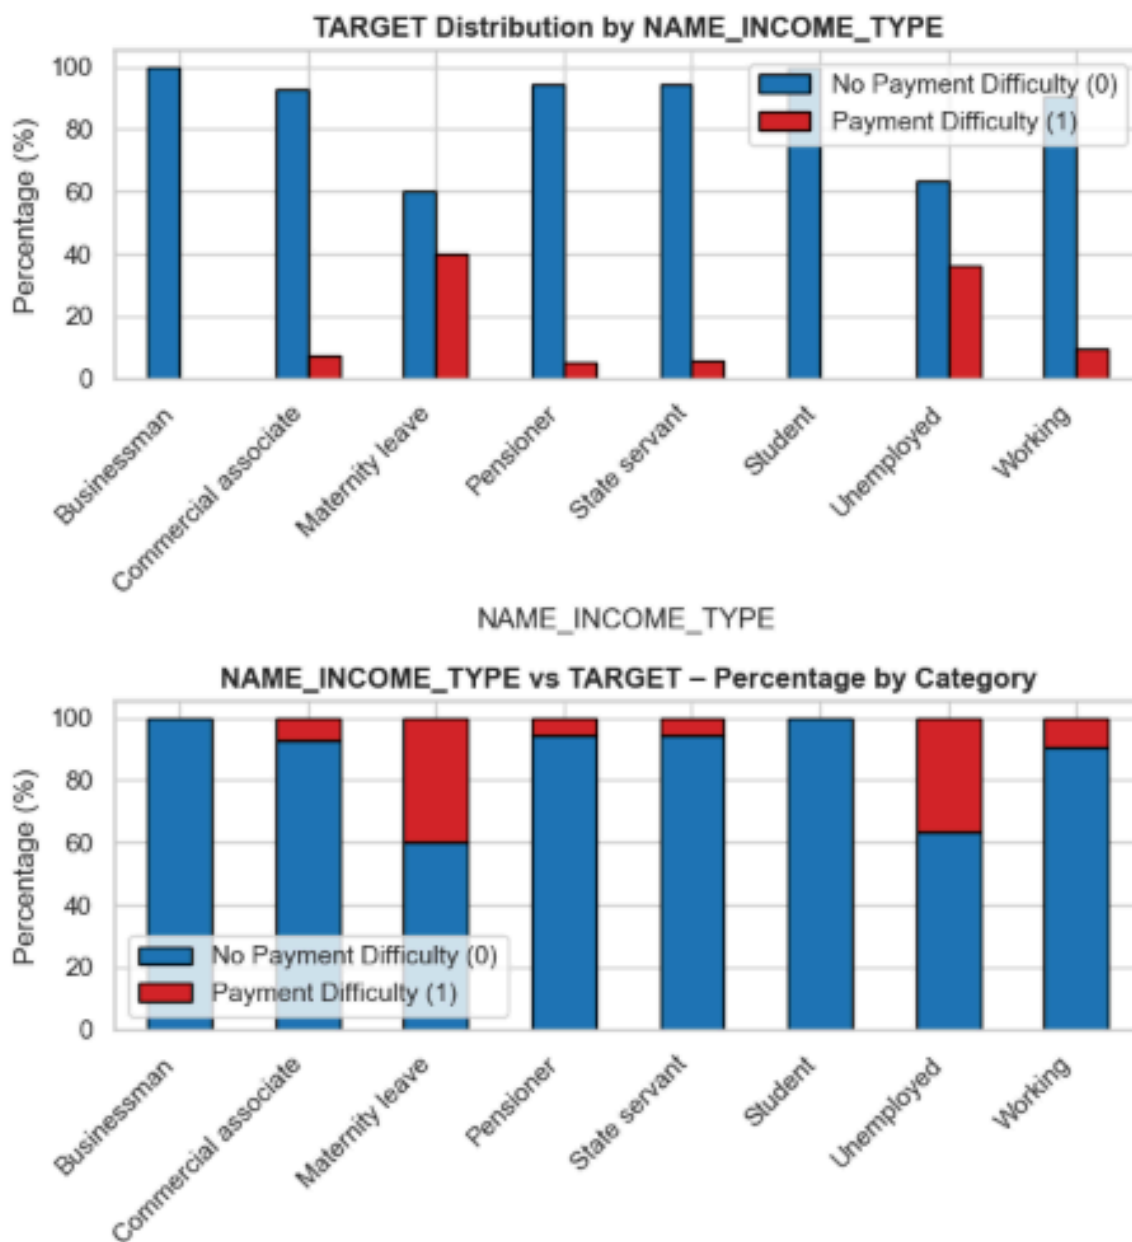 TARGET Distribution by NAME_INCOME_TYPE
Percentage (%)
100
80
60
40
20
0
No Payment Difficulty (0)
Payment Difficulty (1)
Businessman
Commercial associate
Maternity leave
Pensioner
State servant
Student
Unemployed
Working
NAME_INCOME_TYPE
NAME_INCOME_TYPE vs TARGET – Percentage by Category
Percentage (%)
100
80
60
40
20
0
No Payment Difficulty (0)
Payment Difficulty (1)
Businessman
Commercial associate
Maternity leave
Pensioner
State servant
Student
Unemployed
Working